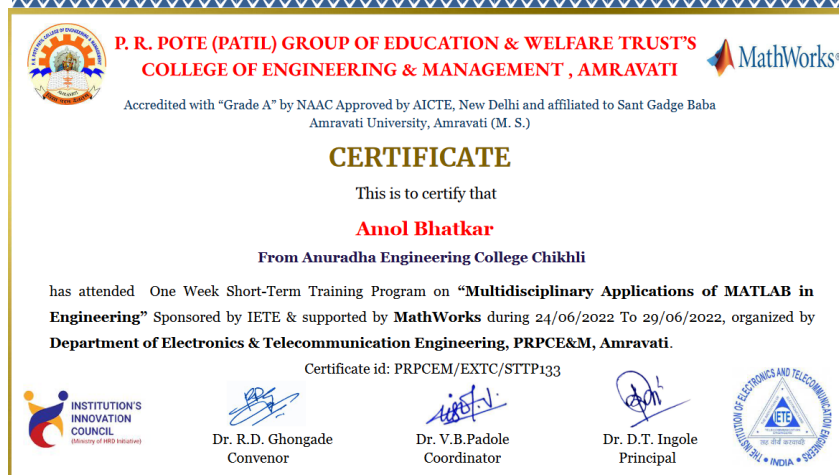 P. R. POTE (PATIL) GROUP OF EDUCATION & WELFARE TRUST'S
COLLEGE OF ENGINEERING & MANAGEMENT , AMRAVATI
MathWorks®
Accredited with “Grade A” by NAAC Approved by AICTE, New Delhi and affiliated to Sant Gadge Baba
Amravati University, Amravati (M. S.)
CERTIFICATE
This is to certify that
Amol Bhatkar
From Anuradha Engineering College Chikhli
has attended One Week Short-Term Training Program on “Multidisciplinary Applications of MATLAB in
Engineering” Sponsored by IETE & supported by MathWorks during 24/06/2022 To 29/06/2022, organized by
Department of Electronics & Telecommunication Engineering, PRPCE&M, Amravati.
Certificate id: PRPCEM/EXTC/STTP133
INSTITUTION'S
INNOVATION
COUNCIL
(Ministry of HRD Initiative)
Dr. R.D. Ghongade
Convenor
Dr. V.B.Padole
Coordinator
Dr. D.T. Ingole
Principal
THE INSTITUTION OF ELECTRONICS AND TELECOMMUNICATION ENGINEERS
IETE
INDIA